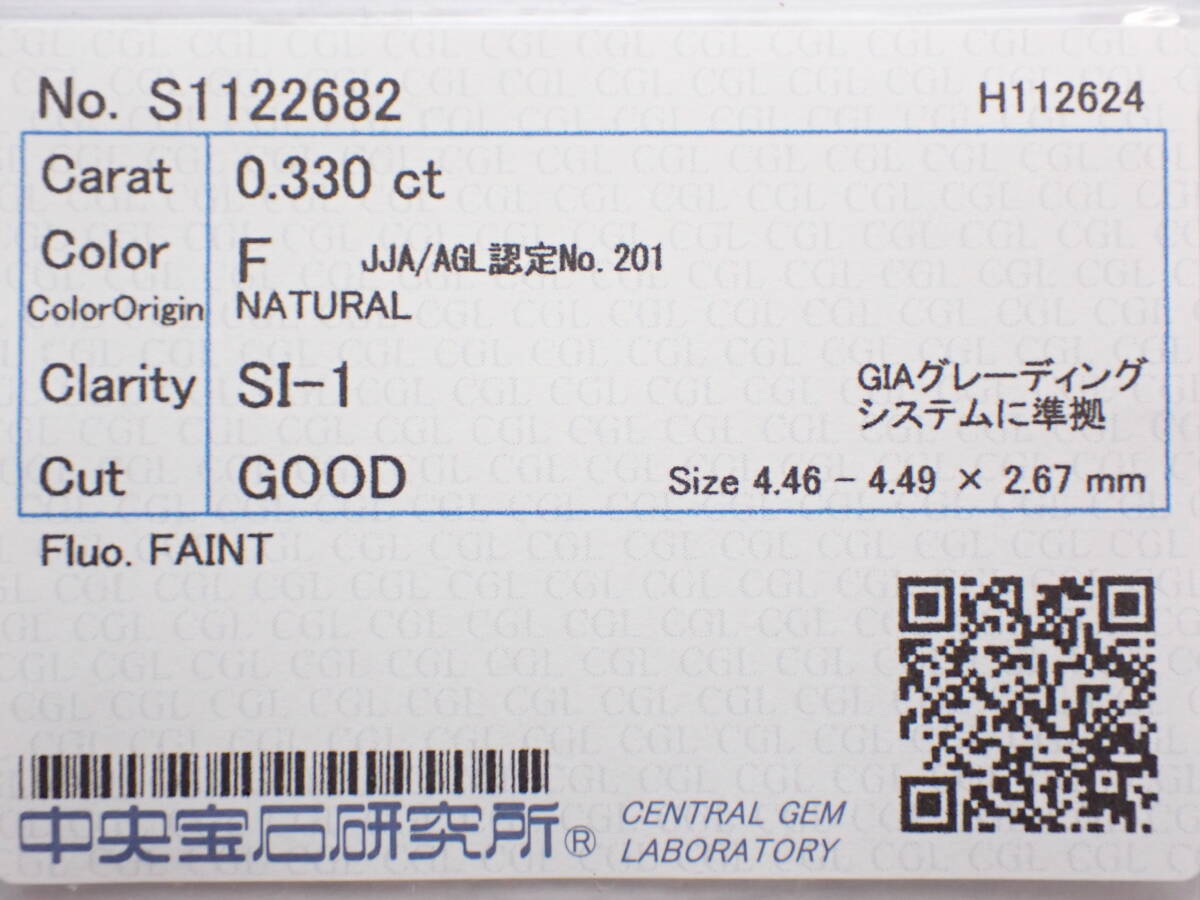 No. S1122682 H112624
Carat 0.330 ct
Color F JJA/AGL認定No.201
ColorOrigin NATURAL
Clarity SI-1
GIAグレーディング
システムに準拠
Cut GOOD Size 4.46 - 4.49 × 2.67 mm
Fluo. FAINT
中央宝石研究所® CENTRAL GEM
LABORATORY